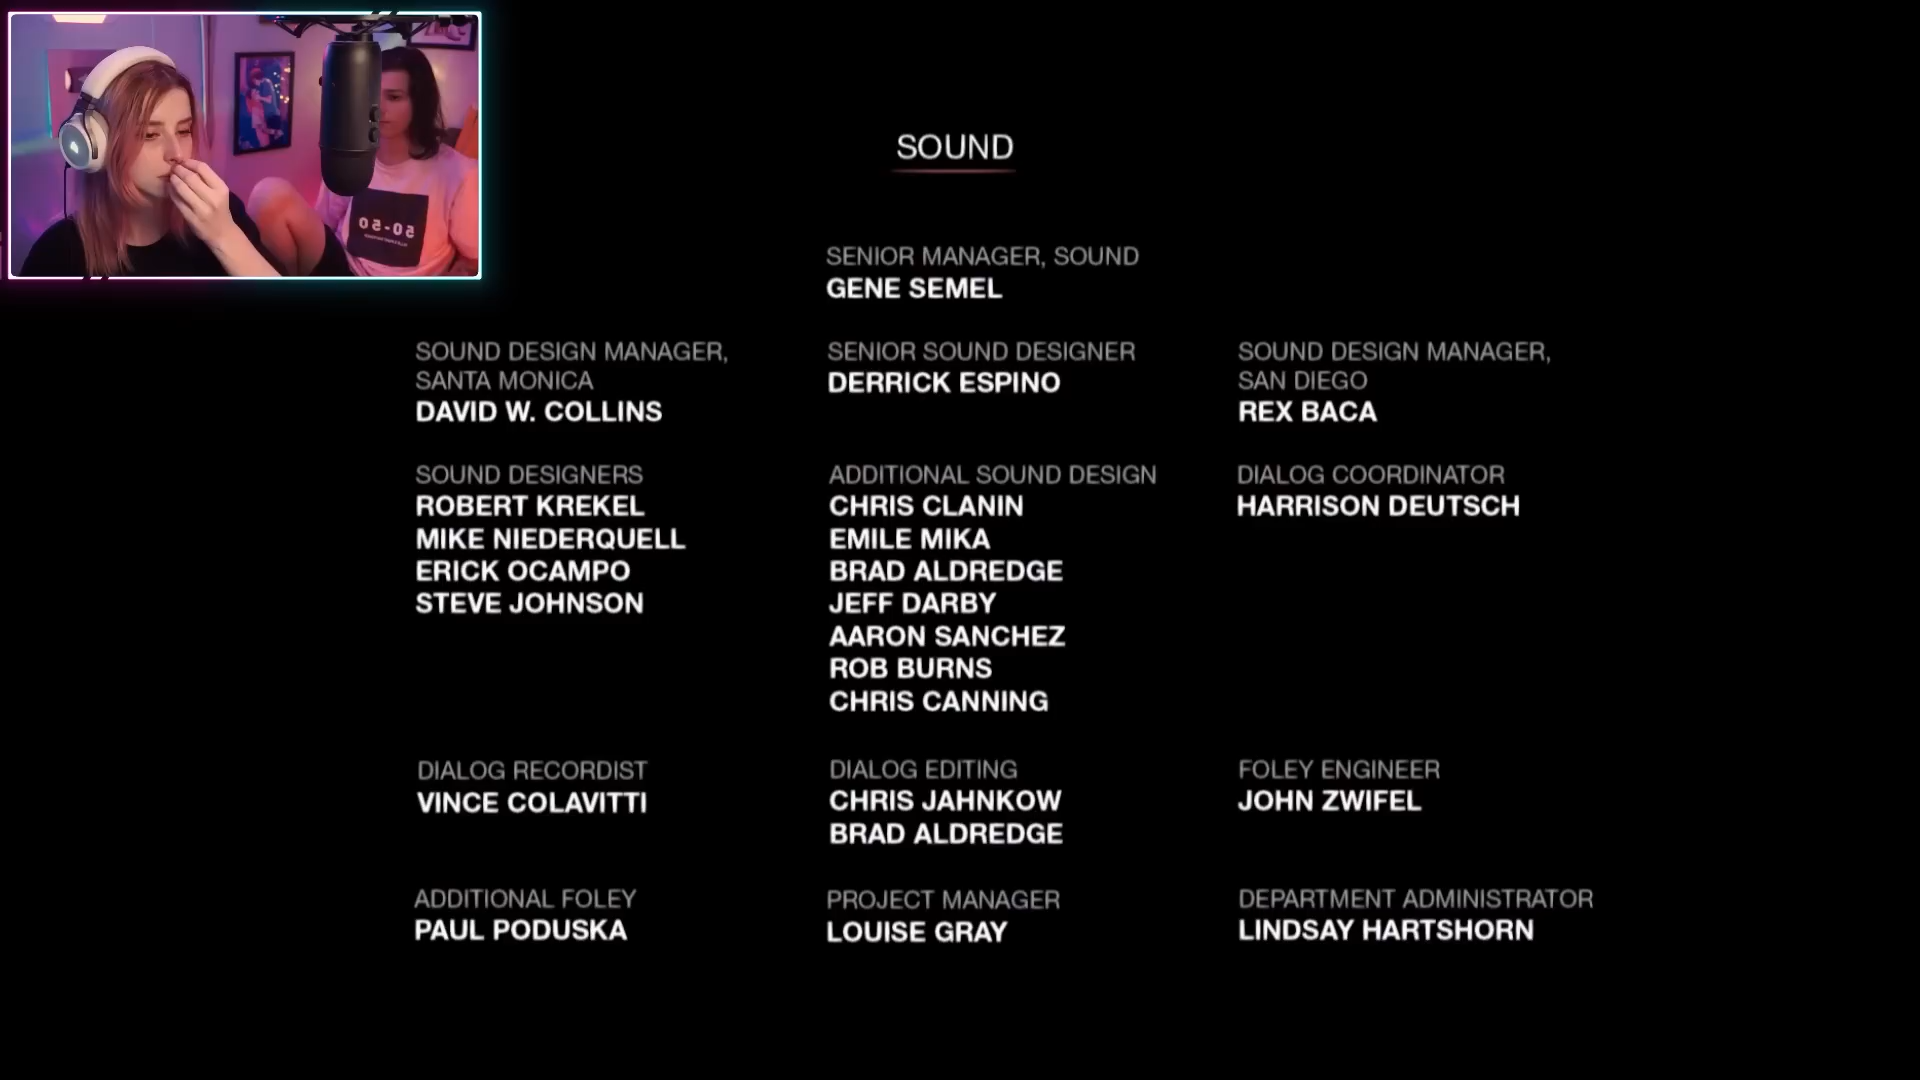 SOUND
SENIOR MANAGER, SOUND
GENE SEMEL
SOUND DESIGN MANAGER,
SANTA MONICA
DAVID W. COLLINS
SENIOR SOUND DESIGNER
DERRICK ESPINO
SOUND DESIGN MANAGER,
SAN DIEGO
REX BACA
SOUND DESIGNERS
ROBERT KREKEL
MIKE NIEDERQUELL
ERICK OCAMPO
STEVE JOHNSON
ADDITIONAL SOUND DESIGN
CHRIS CLANIN
EMILE MIKA
BRAD ALDREDGE
JEFF DARBY
AARON SANCHEZ
ROB BURNS
CHRIS CANNING
DIALOG COORDINATOR
HARRISON DEUTSCH
DIALOG RECORDIST
VINCE COLAVITTI
DIALOG EDITING
CHRIS JAHNKOW
BRAD ALDREDGE
FOLEY ENGINEER
JOHN ZWIFEL
ADDITIONAL FOLEY
PAUL PODUSKA
PROJECT MANAGER
LOUISE GRAY
DEPARTMENT ADMINISTRATOR
LINDSAY HARTSHORN
50-50